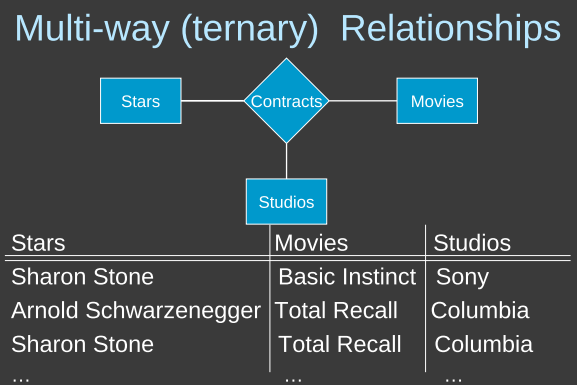 Multi-way (ternary) Relationships
Stars Contracts Movies
Studios
Stars Movies Studios
Sharon Stone Basic Instinct Sony
Arnold Schwarzenegger Total Recall Columbia
Sharon Stone Total Recall Columbia
... ... ...